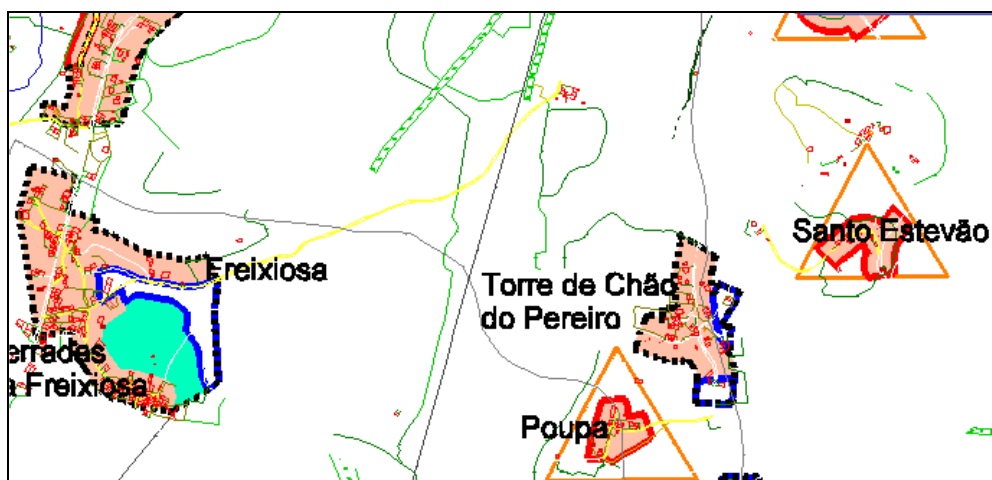 Santo Estevão
Freixiosa
Torre de Chão
do Pereiro
erradas
a Freixiosa
Poupa